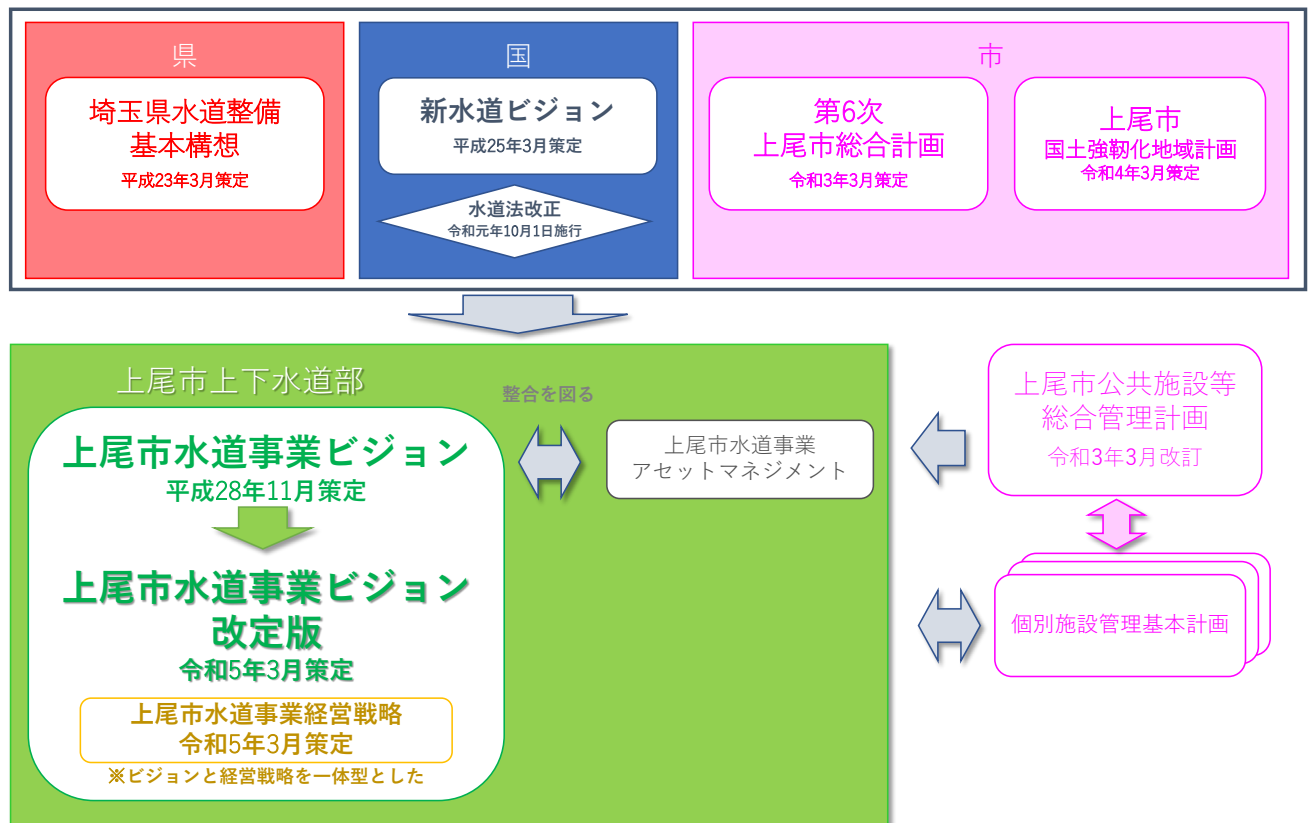 県
埼玉県水道整備
基本構想
平成23年3月策定
国
新水道ビジョン
平成25年3月策定
水道法改正
令和元年10月1日施行
市
第6次
上尾市総合計画
令和3年3月策定
上尾市
国土強靭化地域計画
令和4年3月策定
上尾市上下水道部
上尾市水道事業ビジョン
平成28年11月策定
上尾市水道事業ビジョン
改定版
令和5年3月策定
上尾市水道事業経営戦略
令和5年3月策定
※ビジョンと経営戦略を一体型とした
整合を図る
上尾市水道事業
アセットマネジメント
上尾市公共施設等
総合管理計画
令和3年3月改訂
個別施設管理基本計画